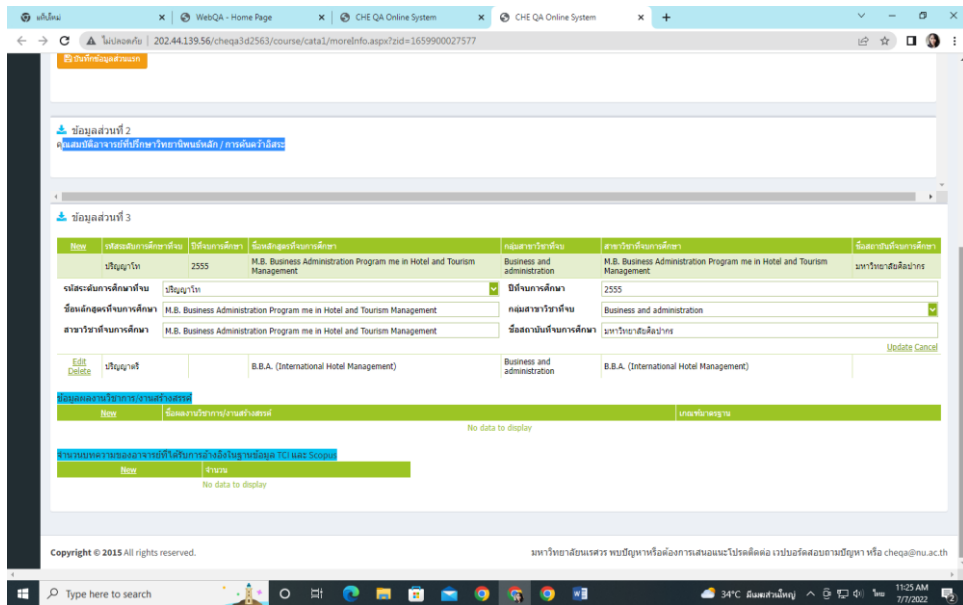 แท็บใหม่
WebQA - Home Page
CHE QA Online System
CHE QA Online System
ไม่ปลอดภัย | 202.44.139.56/cheqa3d2563/course/cata1/moreInfo.aspx?zid=1659900027577
บันทึกข้อมูลส่วนแรก
ข้อมูลส่วนที่ 2
คุณสมบัติอาจารย์ที่ปรึกษาวิทยานิพนธ์หลัก / การค้นคว้าอิสระ
ข้อมูลส่วนที่ 3
New รหัสระดับการศึกษาที่จบ ปีที่จบการศึกษา ชื่อหลักสูตรที่จบการศึกษา กลุ่มสาขาวิชาที่จบ สาขาวิชาที่จบการศึกษา ชื่อสถาบันที่จบการศึกษา
ปริญญาโท 2555 M.B. Business Administration Program me in Hotel and Tourism Management Business and administration M.B. Business Administration Program me in Hotel and Tourism Management มหาวิทยาลัยศิลปากร
รหัสระดับการศึกษาที่จบ ปริญญาโท ปีที่จบการศึกษา 2555
ชื่อหลักสูตรที่จบการศึกษา M.B. Business Administration Program me in Hotel and Tourism Management กลุ่มสาขาวิชาที่จบ Business and administration
สาขาวิชาที่จบการศึกษา M.B. Business Administration Program me in Hotel and Tourism Management ชื่อสถาบันที่จบการศึกษา มหาวิทยาลัยศิลปากร
Update Cancel
Edit Delete ปริญญาตรี B.B.A. (International Hotel Management) Business and administration B.B.A. (International Hotel Management)
ข้อมูลผลงานวิชาการ/งานสร้างสรรค์
New ชื่อผลงานวิชาการ/งานสร้างสรรค์ เกณฑ์มาตรฐาน
No data to display
จำนวนบทความของอาจารย์ที่ได้รับการอ้างอิงในฐานข้อมูล TCI และ Scopus
New จำนวน
No data to display
Copyright © 2015 All rights reserved.
มหาวิทยาลัยนเรศวร พบปัญหาหรือต้องการเสนอแนะโปรดติดต่อ เวปบอร์ดสอบถามปัญหา หรือ cheqa@nu.ac.th
Type here to search
34°C มีแดดส่วนใหญ่
ไทย
11:25 AM
7/7/2022
2